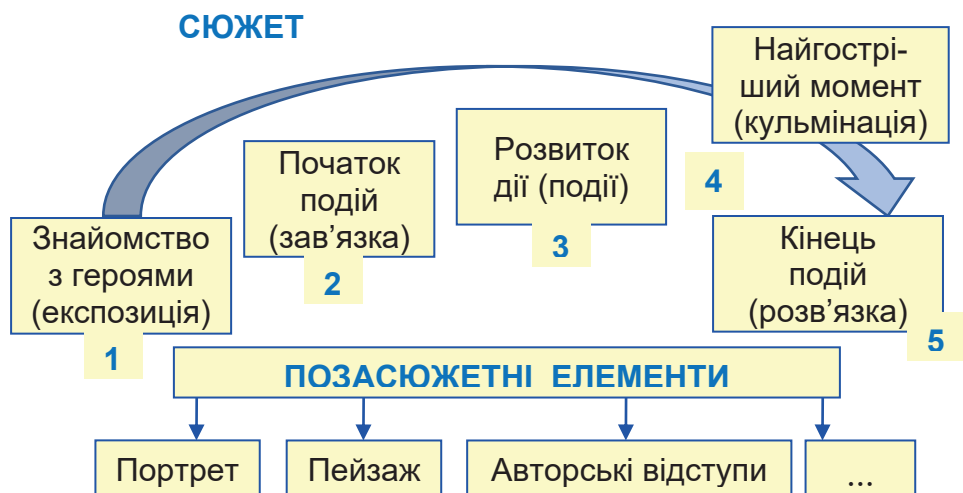 СЮЖЕТ
Знайомство
з героями
(експозиція)
1
Початок
подій
(зав’язка)
2
Розвиток
дії (події)
3
Найгострі-
ший момент
(кульмінація)
4
Кінець
подій
(розв’язка)
5
ПОЗАСЮЖЕТНІ ЕЛЕМЕНТИ
Портрет
Пейзаж
Авторські відступи
...